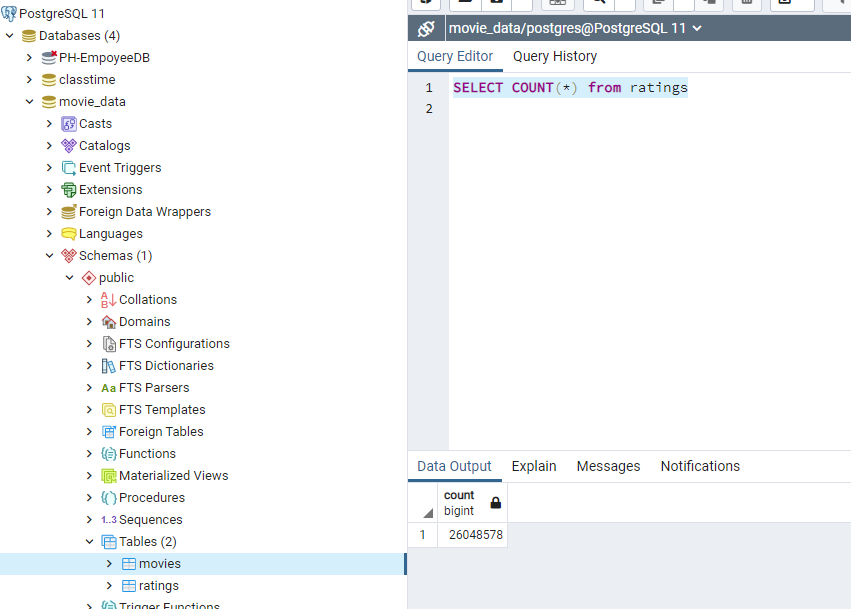 PostgreSQL 11
Databases (4)
PH-EmpoyeeDB
classtime
movie_data
Casts
Catalogs
Event Triggers
Extensions
Foreign Data Wrappers
Languages
Schemas (1)
public
Collations
Domains
FTS Configurations
FTS Dictionaries
Aa FTS Parsers
FTS Templates
Foreign Tables
Functions
Materialized Views
Procedures
1..3 Sequences
Tables (2)
movies
ratings
Trigger Functions
movie_data/postgres@PostgreSQL 11
Query Editor Query History
1 SELECT COUNT(*) from ratings
2
Data Output Explain Messages Notifications
count
bigint
1 26048578